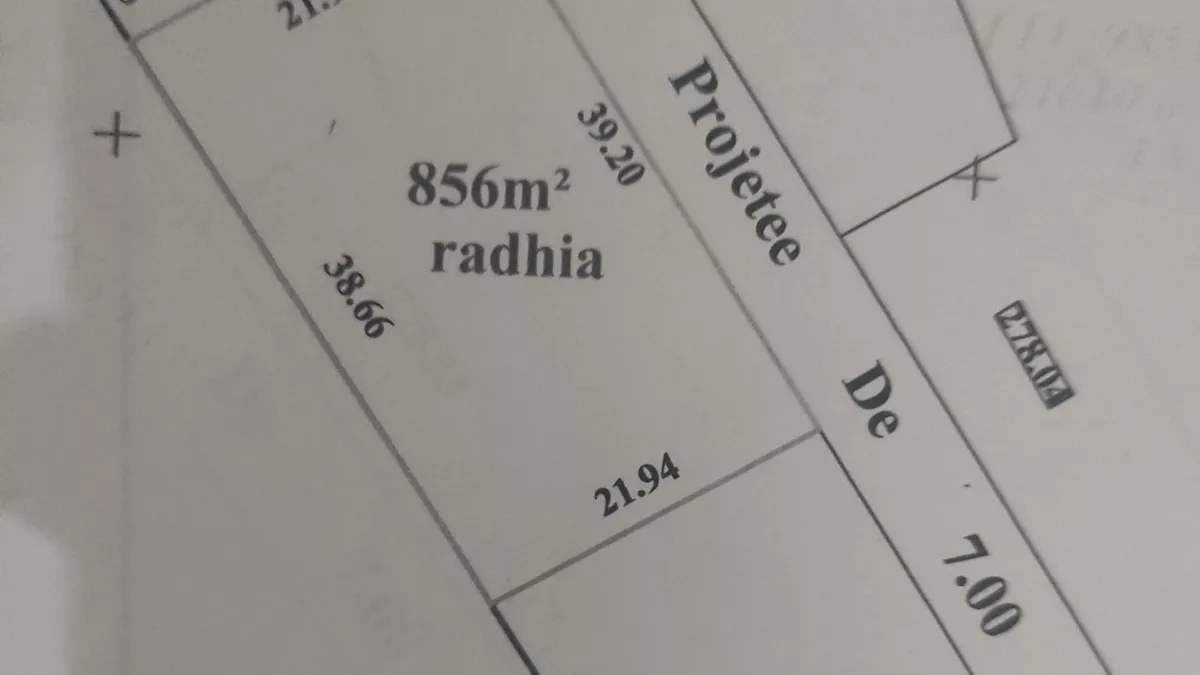 856m²
radhia
39.20
38.66
21.94
Projetee
De
7.00
278.04